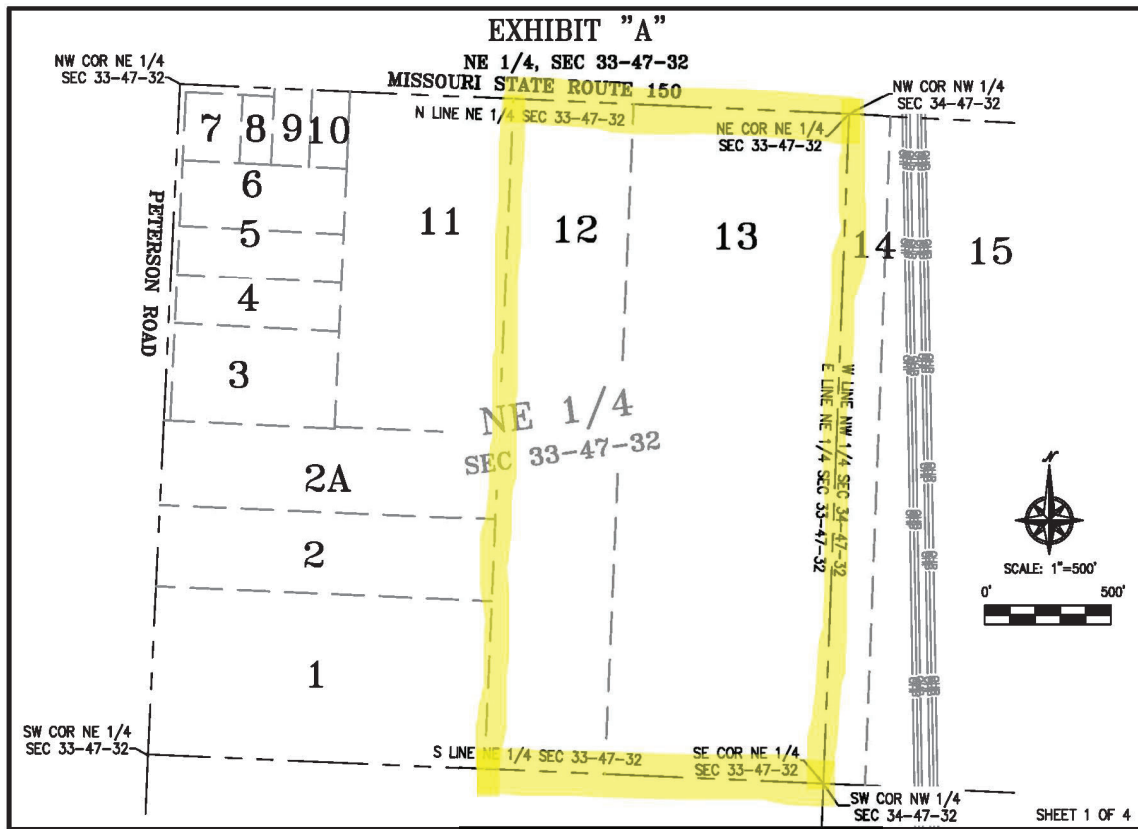 EXHIBIT "A"
NE 1/4, SEC 33-47-32
MISSOURI STATE ROUTE 150
NW COR NE 1/4
SEC 33-47-32
N LINE NE 1/4 SEC 33-47-32
NE COR NE 1/4
SEC 33-47-32
NW COR NW 1/4
SEC 34-47-32
7
8
9
10
6
5
4
3
11
12
13
14
15
PETERSON ROAD
NE 1/4
SEC 33-47-32
W LINE NW 1/4 SEC 34-47-32
E LINE NE 1/4 SEC 33-47-32
2A
2
1
N
SCALE: 1"=500'
0' 500'
SW COR NE 1/4
SEC 33-47-32
S LINE NE 1/4 SEC 33-47-32
SE COR NE 1/4
SEC 33-47-32
SW COR NW 1/4
SEC 34-47-32
SHEET 1 OF 4